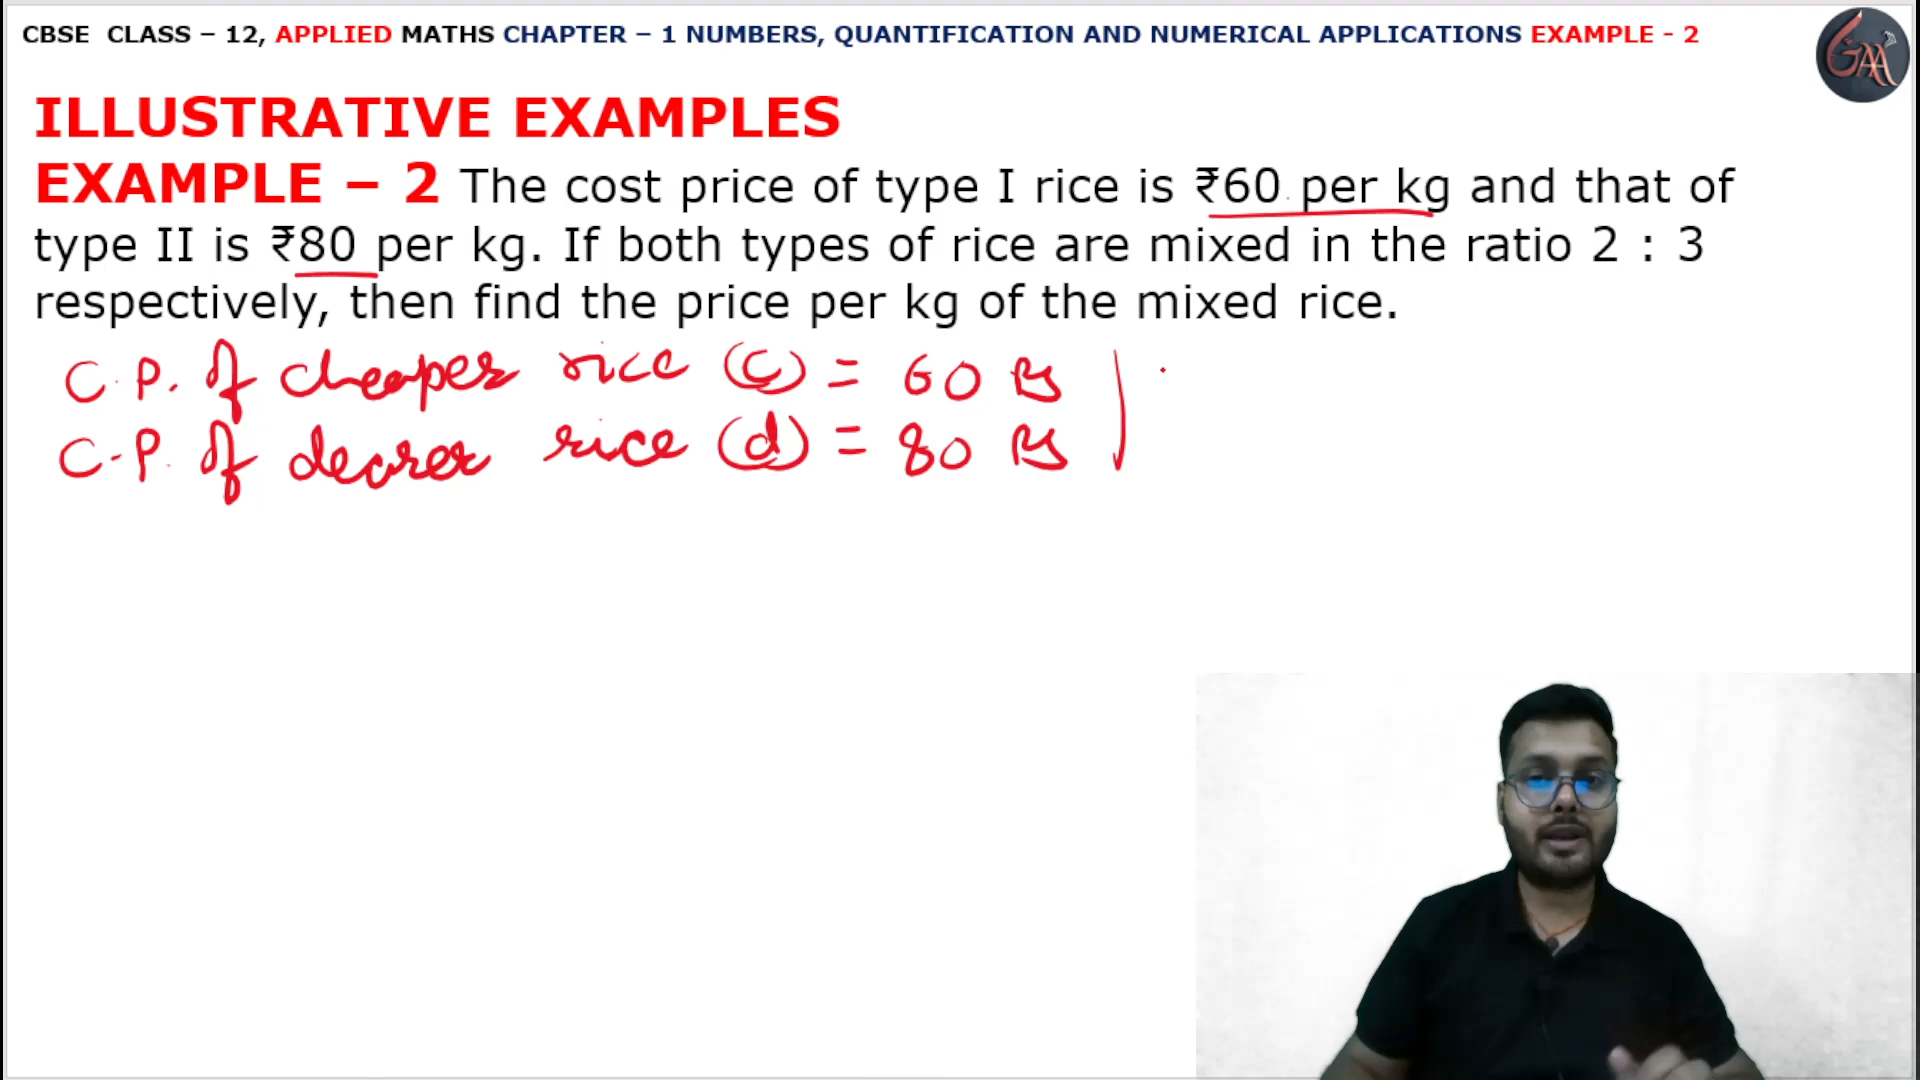 CBSE CLASS – 12, APPLIED MATHS CHAPTER – 1 NUMBERS, QUANTIFICATION AND NUMERICAL APPLICATIONS EXAMPLE - 2
GAA
ILLUSTRATIVE EXAMPLES
EXAMPLE – 2 The cost price of type I rice is ₹60 per kg and that of
type II is ₹80 per kg. If both types of rice are mixed in the ratio 2 : 3
respectively, then find the price per kg of the mixed rice.
C.P. of cheaper rice (c) = 60 Rs
C.P. of dearer rice (d) = 80 Rs